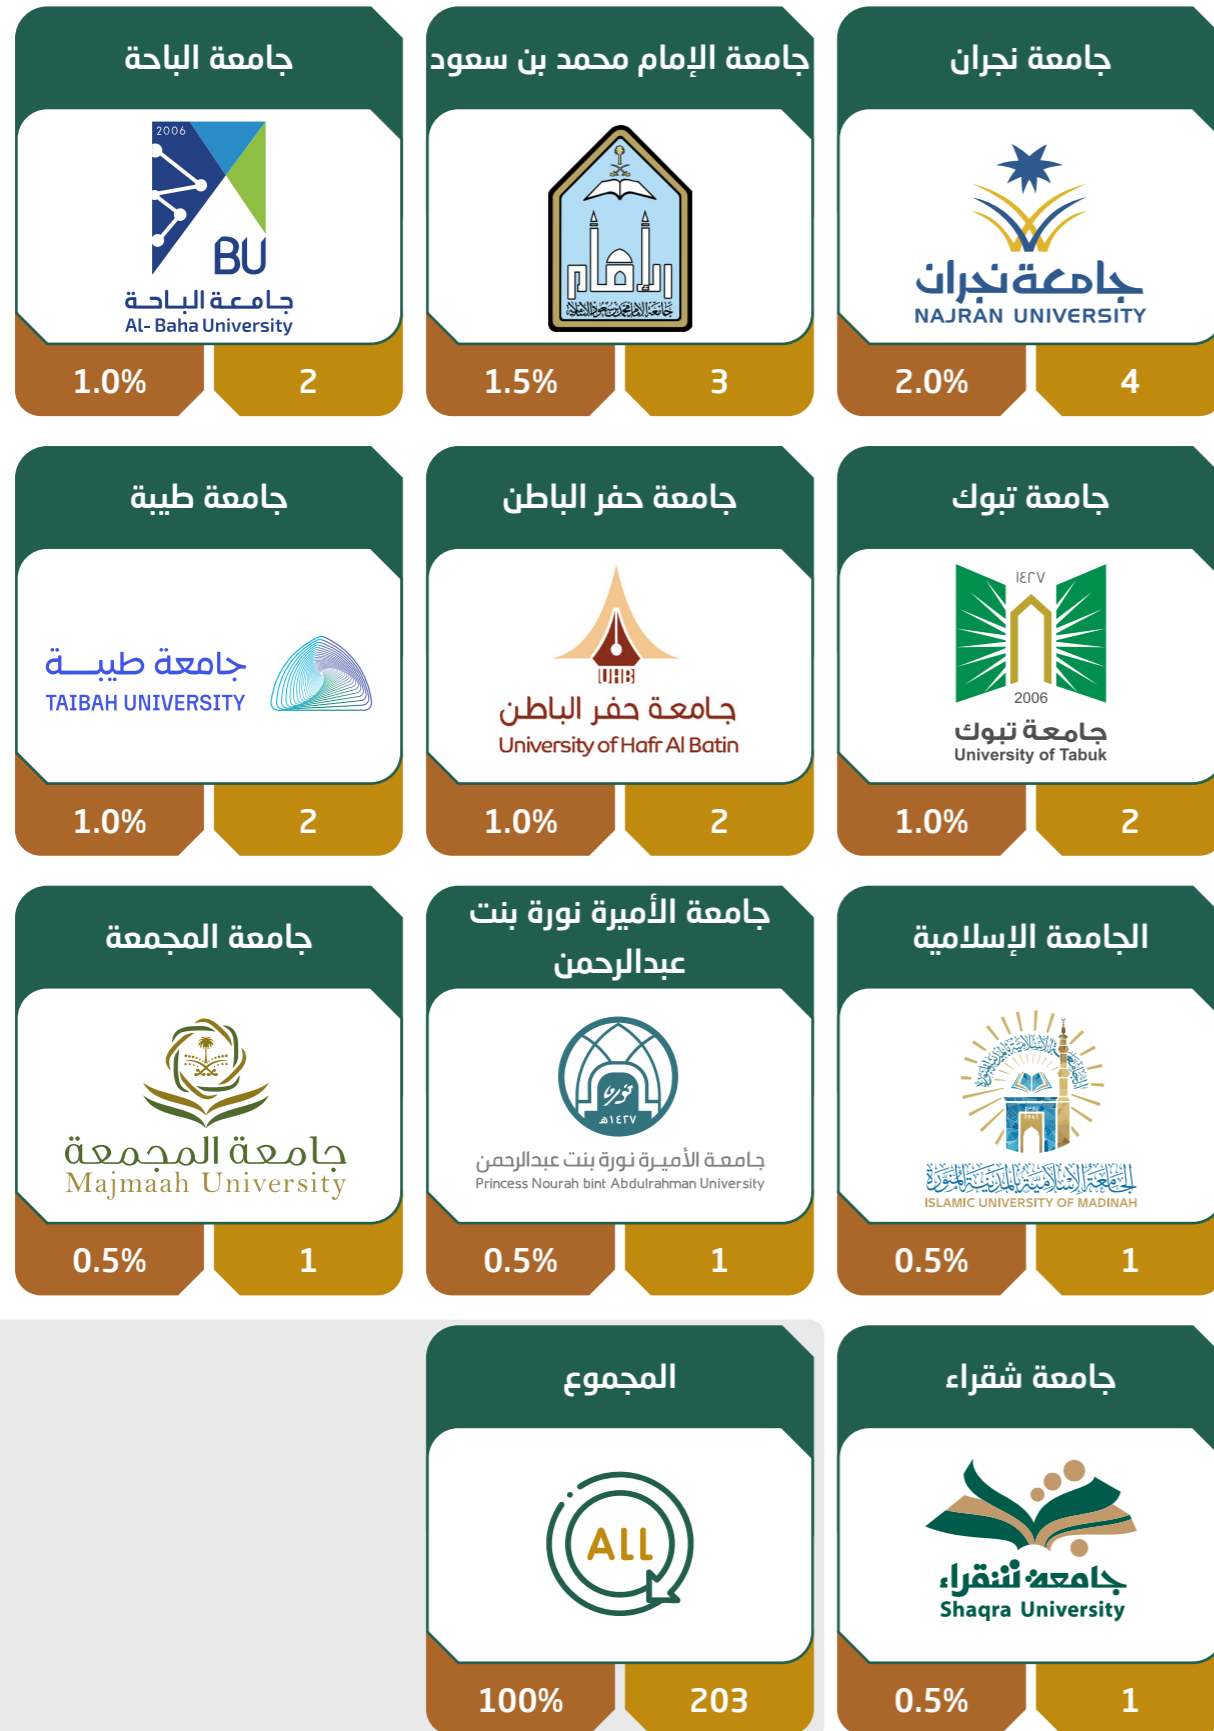 جامعة نجران
جامعة نجران
NAJRAN UNIVERSITY
4
2.0%
جامعة الإمام محمد بن سعود
الإمام
3
1.5%
جامعة الباحة
2006
BU
جامعة الباحة
Al- Baha University
2
1.0%
جامعة تبوك
١٤٢٧
2006
جامعة تبوك
University of Tabuk
2
1.0%
جامعة حفر الباطن
UHB
جامعة حفر الباطن
University of Hafr Al Batin
2
1.0%
جامعة طيبة
جامعة طيبة
TAIBAH UNIVERSITY
2
1.0%
الجامعة الإسلامية
الجامعة الإسلامية بالمدينة المنورة
ISLAMIC UNIVERSITY OF MADINAH
1
0.5%
جامعة الأميرة نورة بنت
عبدالرحمن
نورة
١٤٢٧هـ
جامعة الأميرة نورة بنت عبدالرحمن
Princess Nourah bint Abdulrahman University
1
0.5%
جامعة المجمعة
جامعة المجمعة
Majmaah University
1
0.5%
جامعة شقراء
جامعة شقراء
Shaqra University
1
0.5%
المجموع
ALL
203
100%